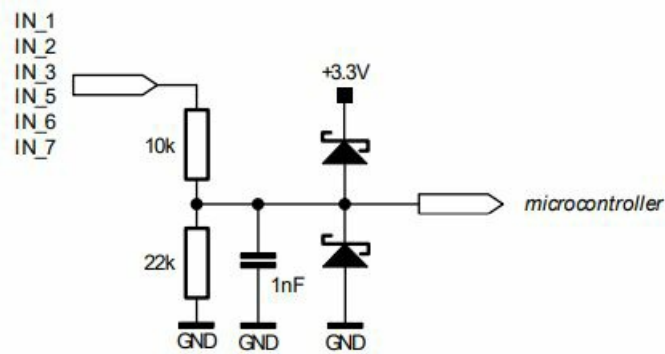 IN_1
IN_2
IN_3
IN_5
IN_6
IN_7
+3.3V
10k
microcontroller
22k
1nF
GND
GND
GND